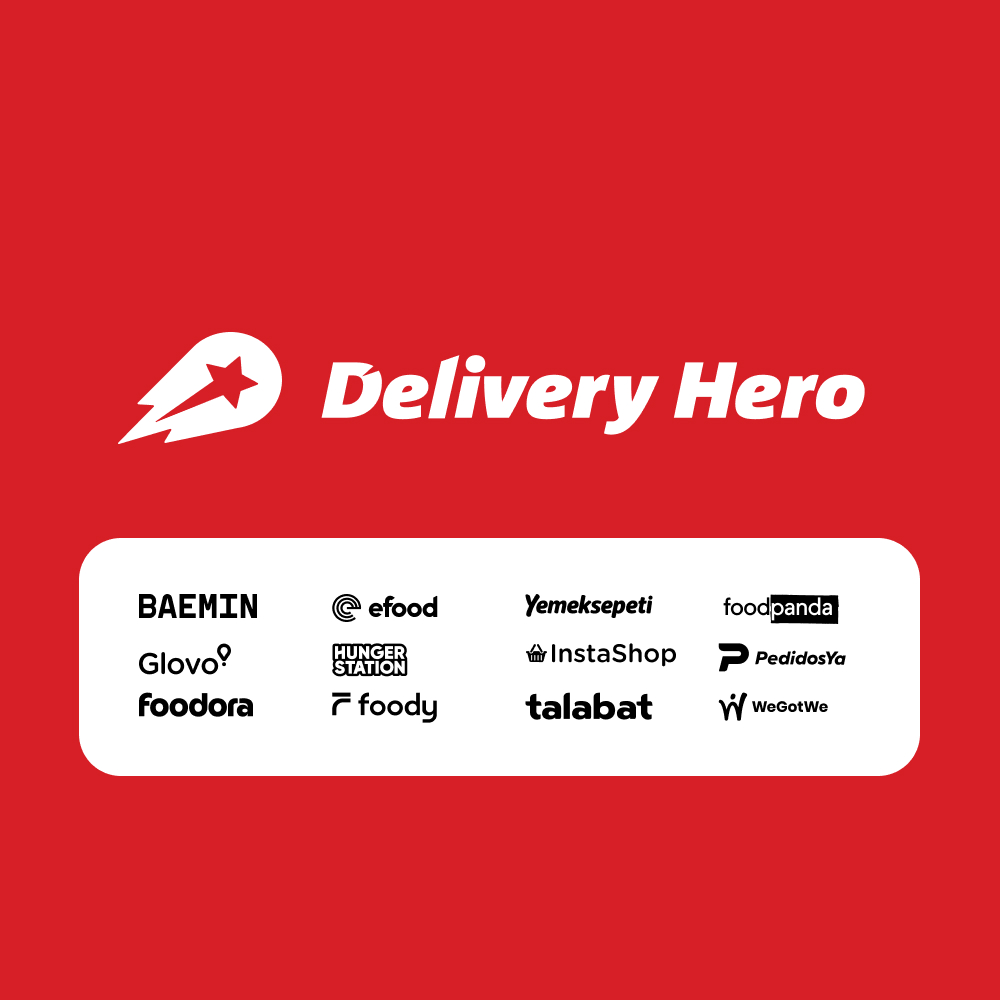 Delivery Hero
BAEMIN
efood
Yemeksepeti
foodpanda
Glovo
HUNGER
STATION
InstaShop
PedidosYa
foodora
foody
talabat
WeGotWe